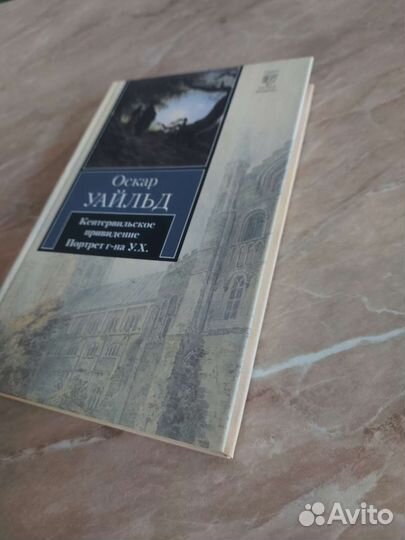 Оскар
УАЙЛЬД
Кентервильское
привидение
Портрет г-на У.Х.
Avito